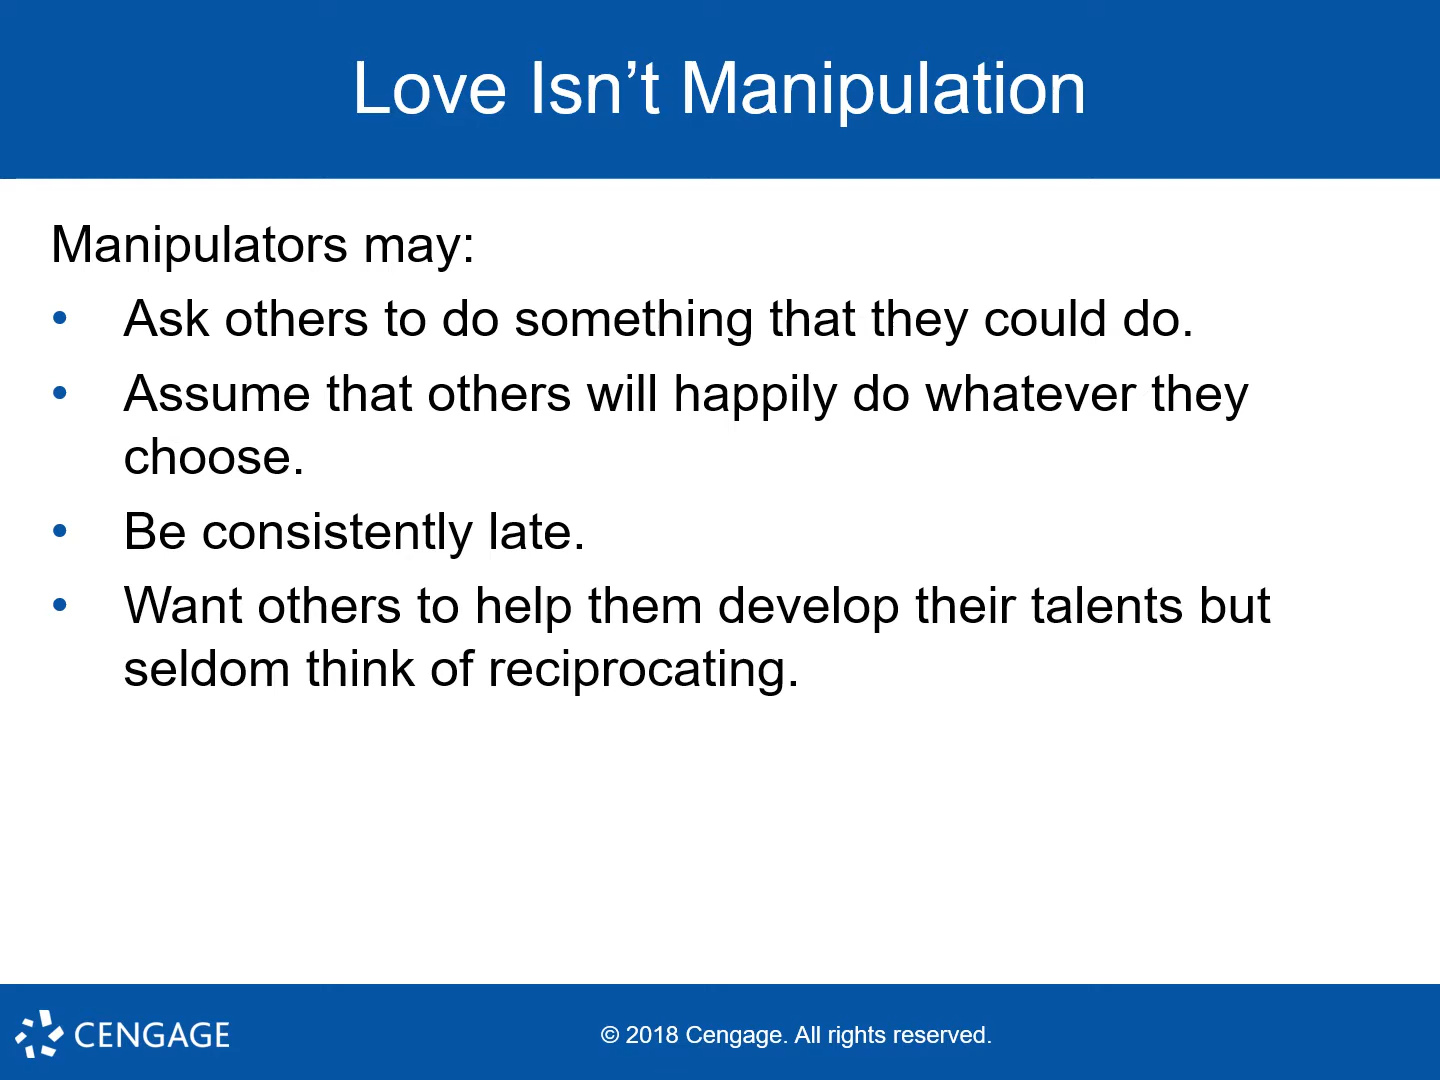 Love Isn’t Manipulation
Manipulators may:
• Ask others to do something that they could do.
• Assume that others will happily do whatever they
choose.
• Be consistently late.
• Want others to help them develop their talents but
seldom think of reciprocating.
CENGAGE
© 2018 Cengage. All rights reserved.